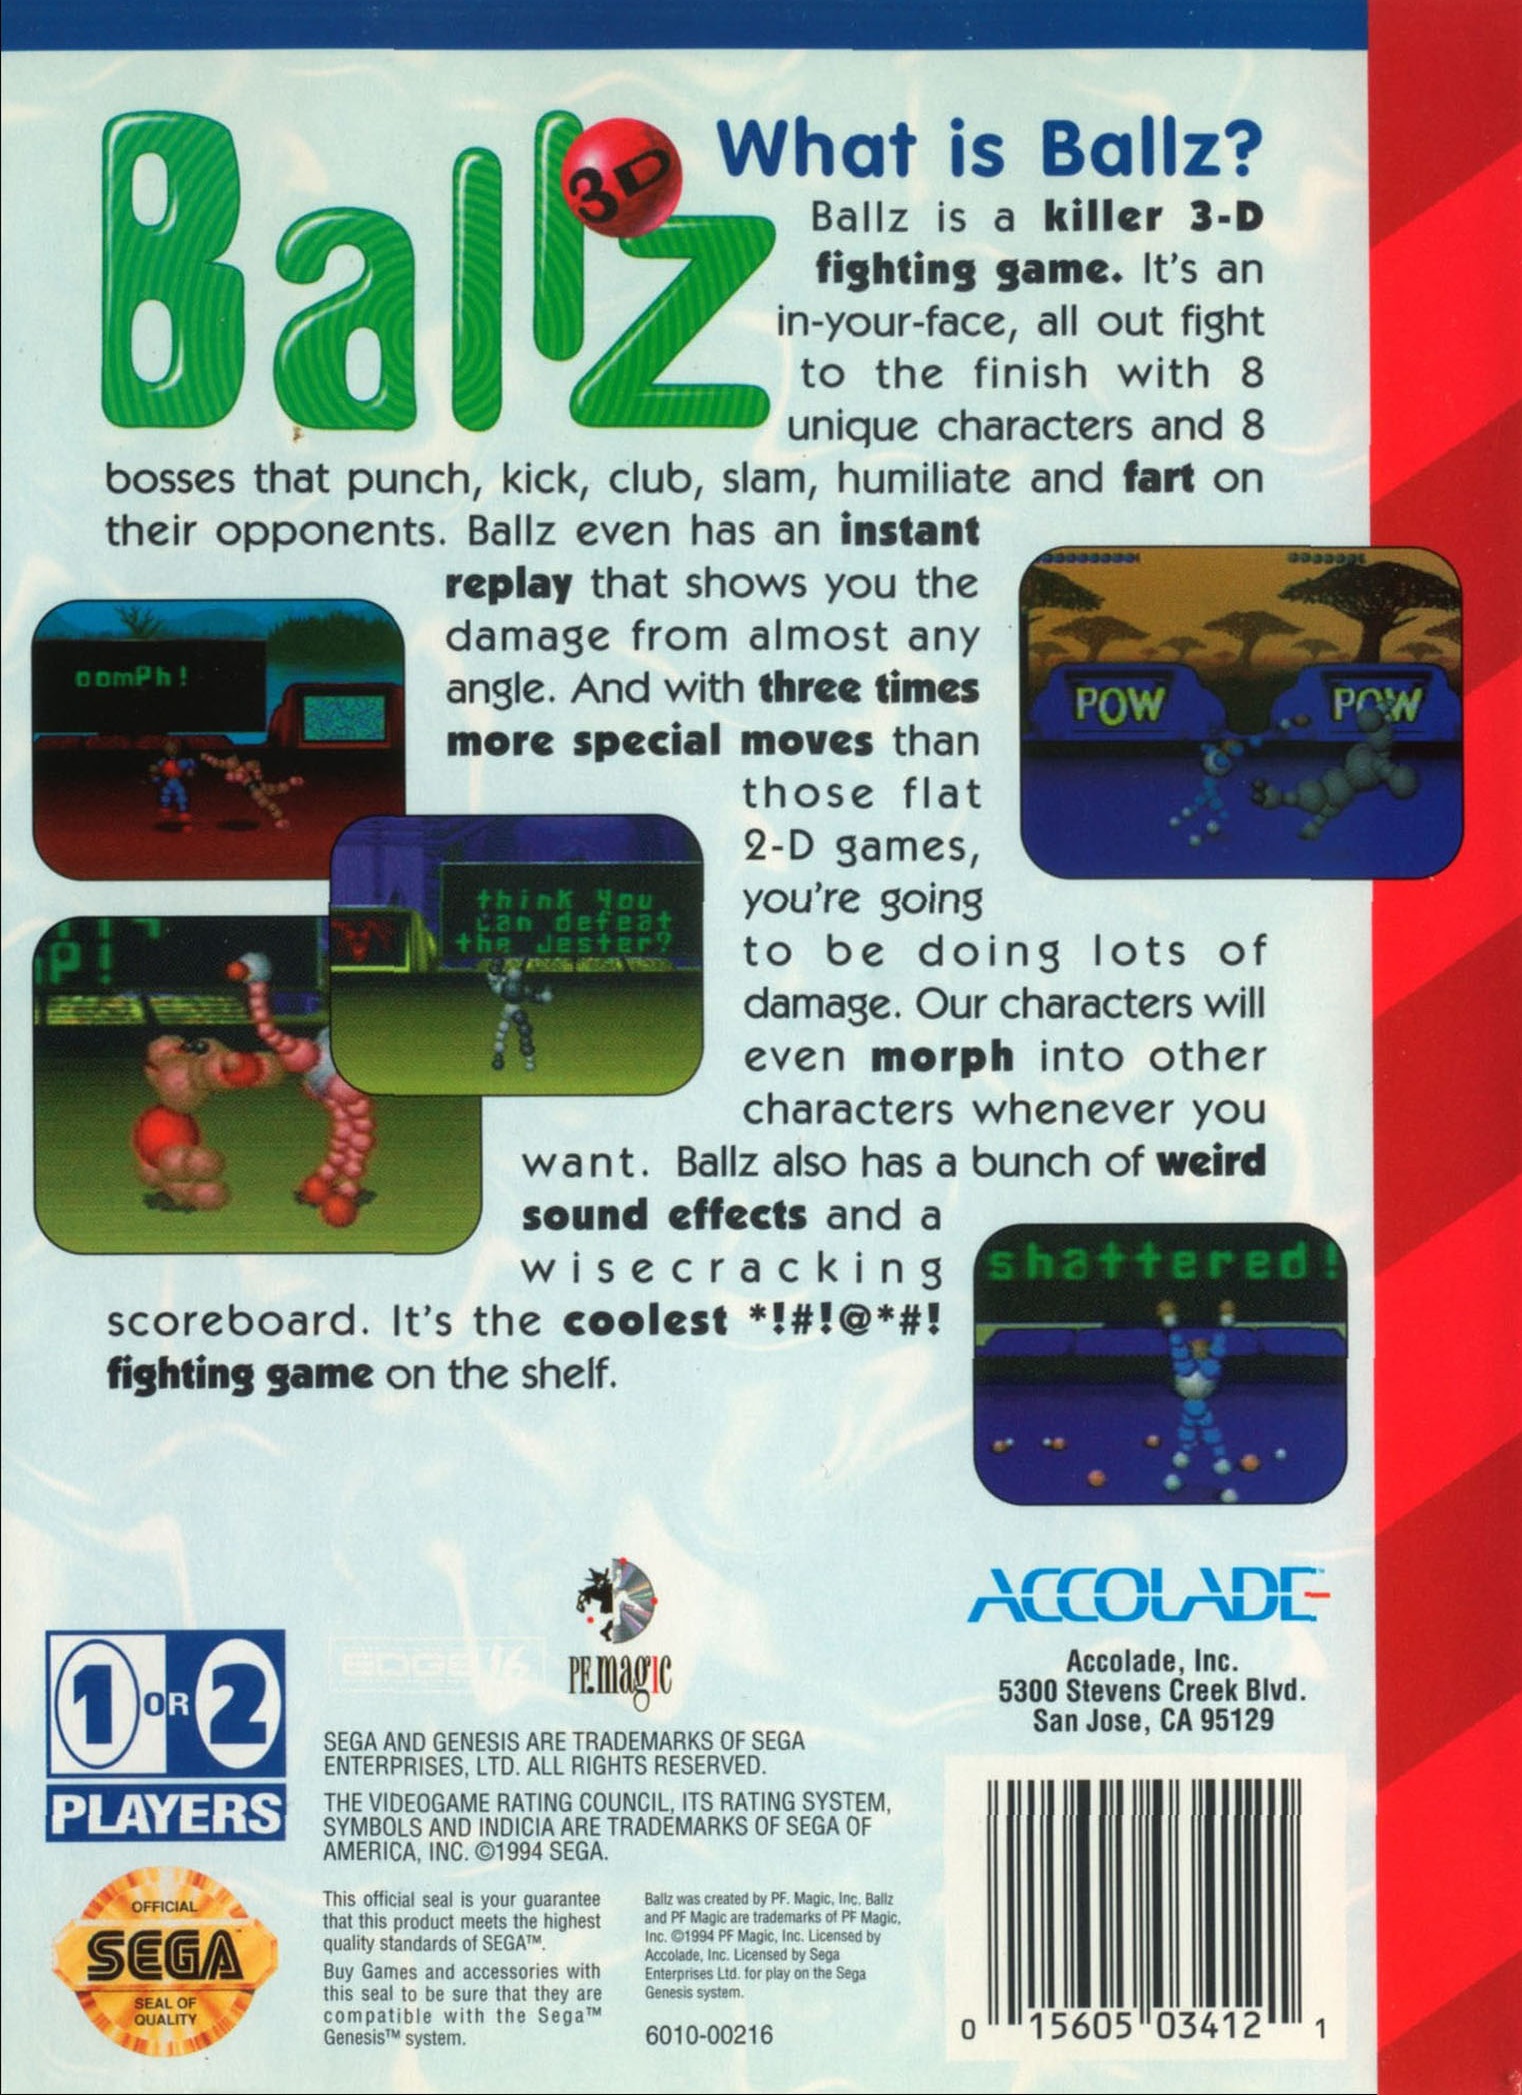 Ballz
3D
What is Ballz?
Ballz is a killer 3-D
fighting game. It's an
in-your-face, all out fight
to the finish with 8
unique characters and 8
bosses that punch, kick, club, slam, humiliate and fart on
their opponents. Ballz even has an instant
replay that shows you the
damage from almost any
angle. And with three times
more special moves than
those flat
2-D games,
you're going
to be doing lots of
damage. Our characters will
even morph into other
characters whenever you
want. Ballz also has a bunch of weird
sound effects and a
wisecracking
scoreboard. It's the coolest *!#!@*#!
fighting game on the shelf.
oomph!
POW
POW
think you
can defeat
the Jester?
P!
shattered!
1 OR 2
PLAYERS
EDGE 16
P.F.magic
ACCOLADE
Accolade, Inc.
5300 Stevens Creek Blvd.
San Jose, CA 95129
SEGA AND GENESIS ARE TRADEMARKS OF SEGA
ENTERPRISES, LTD. ALL RIGHTS RESERVED.
THE VIDEOGAME RATING COUNCIL, ITS RATING SYSTEM,
SYMBOLS AND INDICIA ARE TRADEMARKS OF SEGA OF
AMERICA, INC. ©1994 SEGA.
OFFICIAL
SEGA™
SEAL OF
QUALITY
This official seal is your guarantee
that this product meets the highest
quality standards of SEGA™.
Buy Games and accessories with
this seal to be sure that they are
compatible with the Sega™
Genesis™ system.
Ballz was created by PF. Magic, Inc. Ballz
and PF Magic are trademarks of PF Magic,
Inc. ©1994 PF Magic, Inc. Licensed by
Accolade, Inc. Licensed by Sega
Enterprises Ltd. for play on the Sega
Genesis system.
6010-00216
0 15605 03412 1